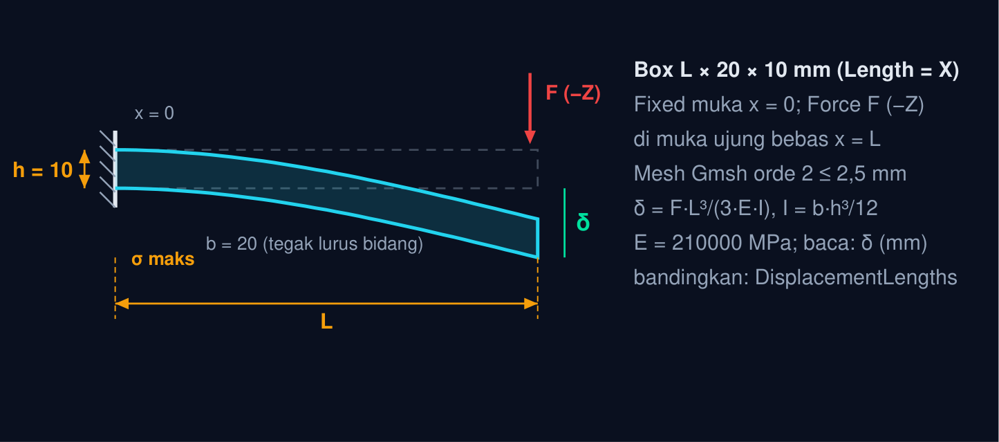 x = 0
F (−Z)
h = 10
δ
b = 20 (tegak lurus bidang)
σ maks
L
Box L × 20 × 10 mm (Length = X)
Fixed muka x = 0; Force F (−Z)
di muka ujung bebas x = L
Mesh Gmsh orde 2 ≤ 2,5 mm
δ = F·L³/(3·E·I), I = b·h³/12
E = 210000 MPa; baca: δ (mm)
bandingkan: DisplacementLengths